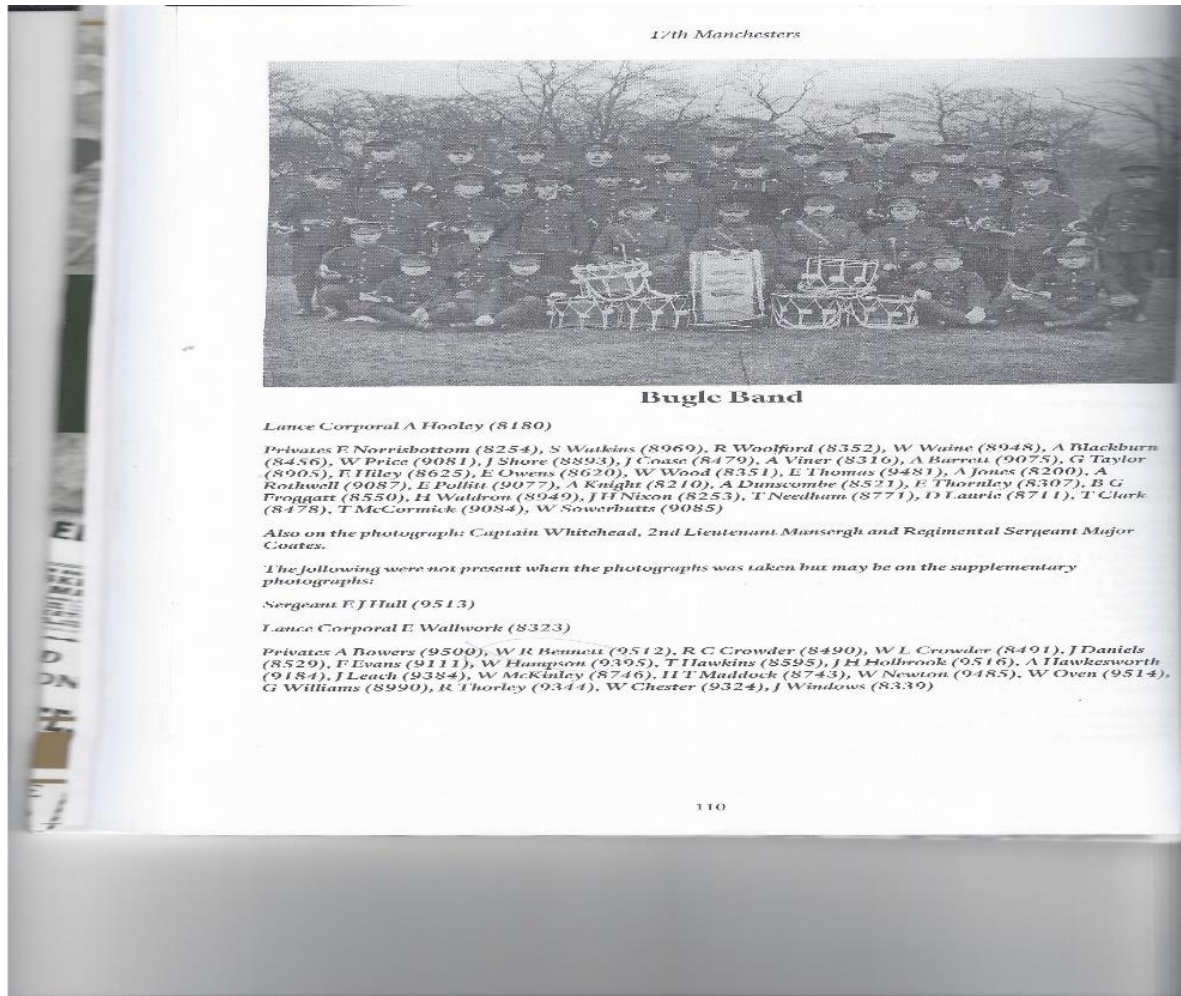 17th Manchesters
Bugle Band
Lance Corporal A Hooley (8180)
Privates F Norrisbottom (8254), S Watkins (8969), R Woolford (8352), W Waine (8948), A Blackburn
(8456), W Price (9081), J Shore (8893), J Coase (8479), A Viner (8316), A Barrett (9075), G Taylor
(8905), F Hiley (8625), E Owens (8620), W Wood (8351), E Thomas (9481), A Jones (8200), A
Rothwell (9087), E Pollitt (9077), A Knight (8210), A Dunscombe (8521), E Thornley (8307), B G
Froggatt (8550), H Waldron (8949), J H Nixon (8253), T Needham (8771), D Laurie (8711), T Clark
(8478), T McCormick (9084), W Sowerbutts (9085)
Also on the photograph: Captain Whitehead, 2nd Lieutenant Mansergh and Regimental Sergeant Major
Coates.
The following were not present when the photographs was taken but may be on the supplementary
photographs:
Sergeant F J Hull (9513)
Lance Corporal E Wallwork (8323)
Privates A Bowers (9500), W R Bennett (9512), R C Crowder (8490), W L Crowder (8491), J Daniels
(8529), F Evans (9111), W Hampson (9395), T Hawkins (8595), J H Holbrook (9516), A Hawkesworth
(9184), J Leach (9384), W McKinley (8746), H T Maddock (8743), W Newton (9485), W Oven (9514),
G Williams (8990), R Thorley (9344), W Chester (9324), J Windows (8339)
110